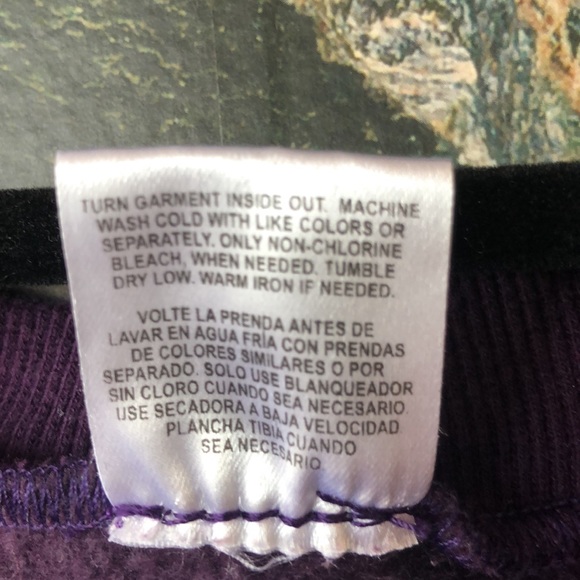 TURN GARMENT INSIDE OUT. MACHINE
WASH COLD WITH LIKE COLORS OR
SEPARATELY. ONLY NON-CHLORINE
BLEACH, WHEN NEEDED. TUMBLE
DRY LOW. WARM IRON IF NEEDED.
VOLTE LA PRENDA ANTES DE
LAVAR EN AGUA FRÍA CON PRENDAS
DE COLORES SIMILARES O POR
SEPARADO. SOLO USE BLANQUEADOR
SIN CLORO CUANDO SEA NECESARIO.
USE SECADORA A BAJA VELOCIDAD.
PLANCHA TIBIA CUANDO
SEA NECESARIO.